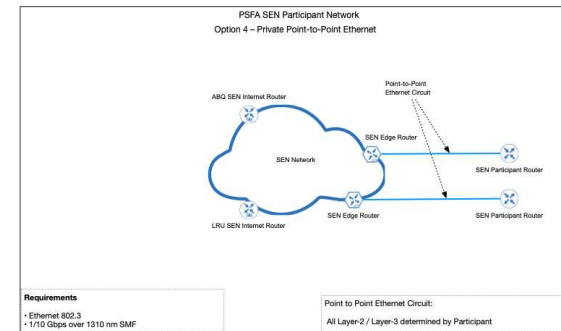 PSFA SEN Participant Network
Option 4 – Private Point-to-Point Ethernet
Point-to-Point
Ethernet Circuit
ABQ SEN Internet Router
SEN Edge Router
SEN Network
SEN Participant Router
LRU SEN Internet Router
SEN Edge Router
SEN Participant Router
Requirements
• Ethernet 802.3
• 1/10 Gbps over 1310 nm SMF
Point to Point Ethernet Circuit:
All Layer-2 / Layer-3 determined by Participant